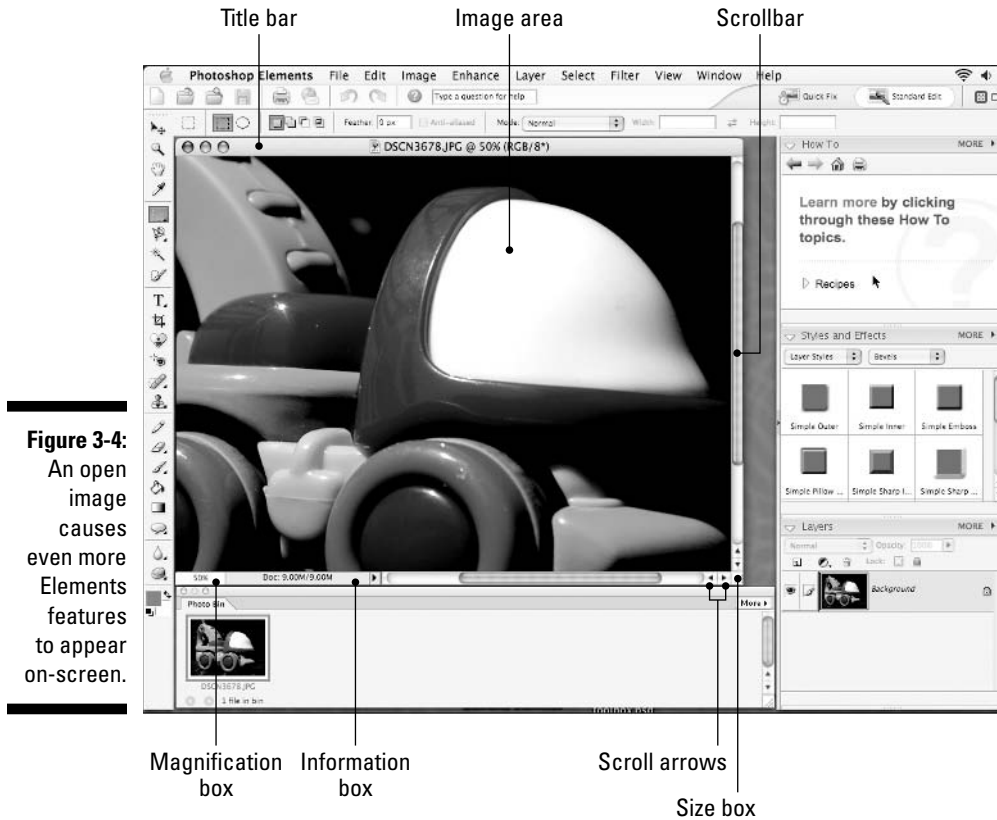 Title bar
Image area
Scrollbar
Photoshop Elements File Edit Image Enhance Layer Select Filter View Window Help
Type a question for help
Quick Fix
Standard Edit
Feather: 0 px
Anti-aliased
Mode: Normal
Width:
Height:
DSCN3678.JPG @ 50% (RGB/8*)
How To
MORE
Learn more by clicking
through these How To
topics.
Recipes
Styles and Effects
MORE
Layer Styles
Bevels
Simple Outer
Simple Inner
Simple Emboss
Simple Pillow ...
Simple Sharp I...
Simple Sharp ...
Layers
MORE
Normal
Opacity:
Lock:
Background
T
50%
Doc: 9.00M/9.00M
Photo Bin
More
DSCN3678.JPG
1 file in bin
Figure 3-4:
An open
image
causes
even more
Elements
features
to appear
on-screen.
Magnification
box
Information
box
Scroll arrows
Size box